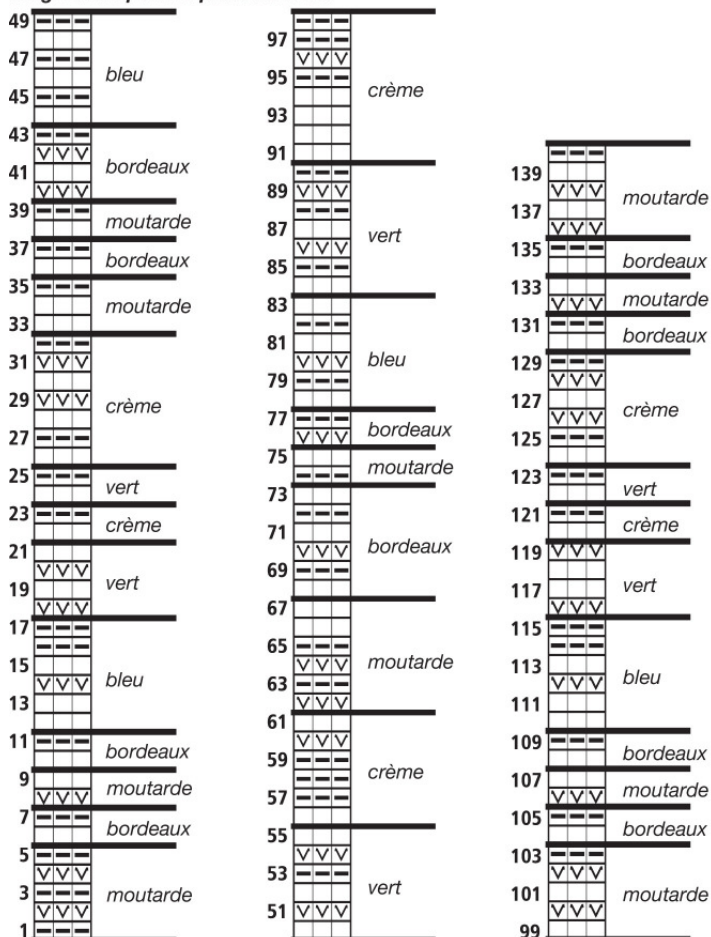 49
47
bleu
45
43
41 bordeaux
39 moutarde
37 bordeaux
35
moutarde
33
31
29 crème
27
25 vert
23 crème
21
19 vert
17
15 bleu
13
11 bordeaux
9 moutarde
7 bordeaux
5
3 moutarde
1
97
95 crème
93
91
89
87 vert
85
83
81
bleu
79
77 bordeaux
75 moutarde
73
71 bordeaux
69
67
65
moutarde
63
61
59 crème
57
55
53 vert
51
139
moutarde
137
135 bordeaux
133 moutarde
131 bordeaux
129
127 crème
125
123 vert
121 crème
119
117 vert
115
113 bleu
111
109 bordeaux
107 moutarde
105 bordeaux
103
101 moutarde
99